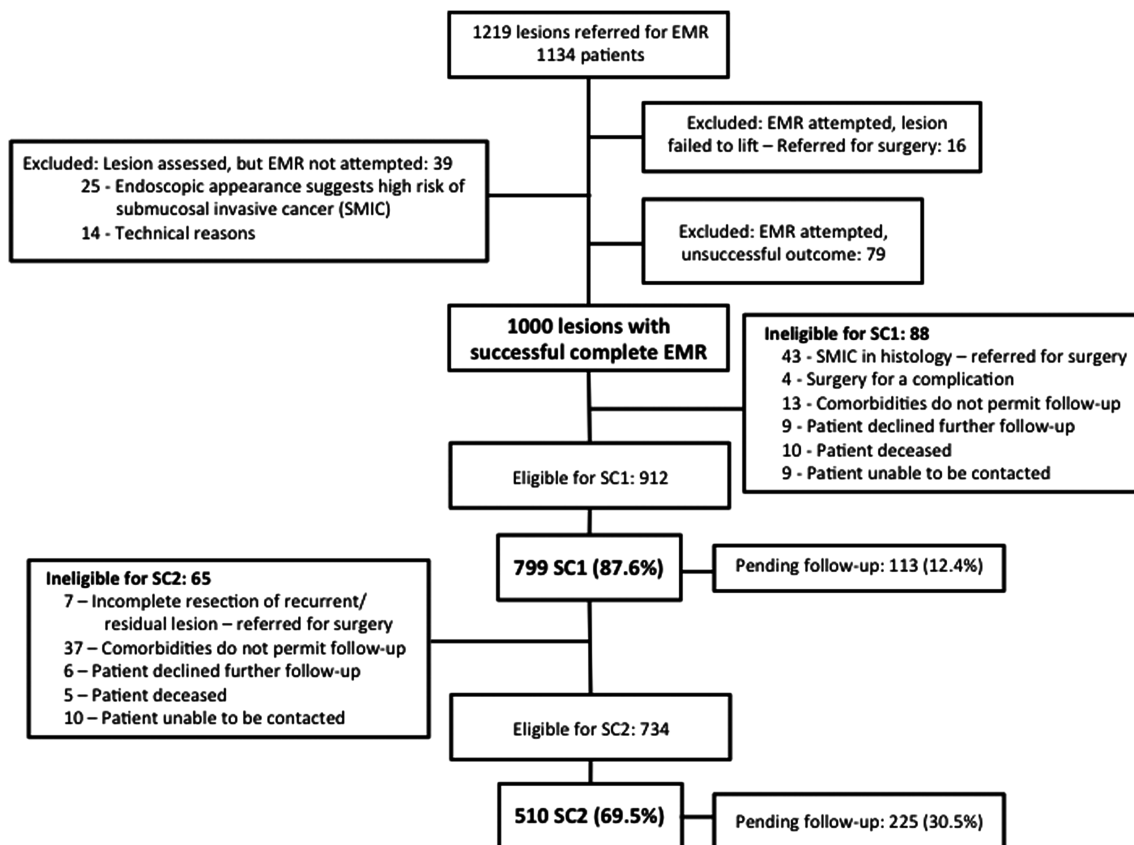 1219 lesions referred for EMR
1134 patients
Excluded: EMR attempted, lesion
failed to lift – Referred for surgery: 16
Excluded: Lesion assessed, but EMR not attempted: 39
25 - Endoscopic appearance suggests high risk of
submucosal invasive cancer (SMIC)
14 - Technical reasons
Excluded: EMR attempted,
unsuccessful outcome: 79
1000 lesions with
successful complete EMR
Ineligible for SC1: 88
43 - SMIC in histology – referred for surgery
4 - Surgery for a complication
13 - Comorbidities do not permit follow-up
9 - Patient declined further follow-up
10 - Patient deceased
9 - Patient unable to be contacted
Eligible for SC1: 912
799 SC1 (87.6%)
Pending follow-up: 113 (12.4%)
Ineligible for SC2: 65
7 – Incomplete resection of recurrent/
residual lesion – referred for surgery
37 – Comorbidities do not permit follow-up
6 – Patient declined further follow-up
5 – Patient deceased
10 – Patient unable to be contacted
Eligible for SC2: 734
510 SC2 (69.5%)
Pending follow-up: 225 (30.5%)